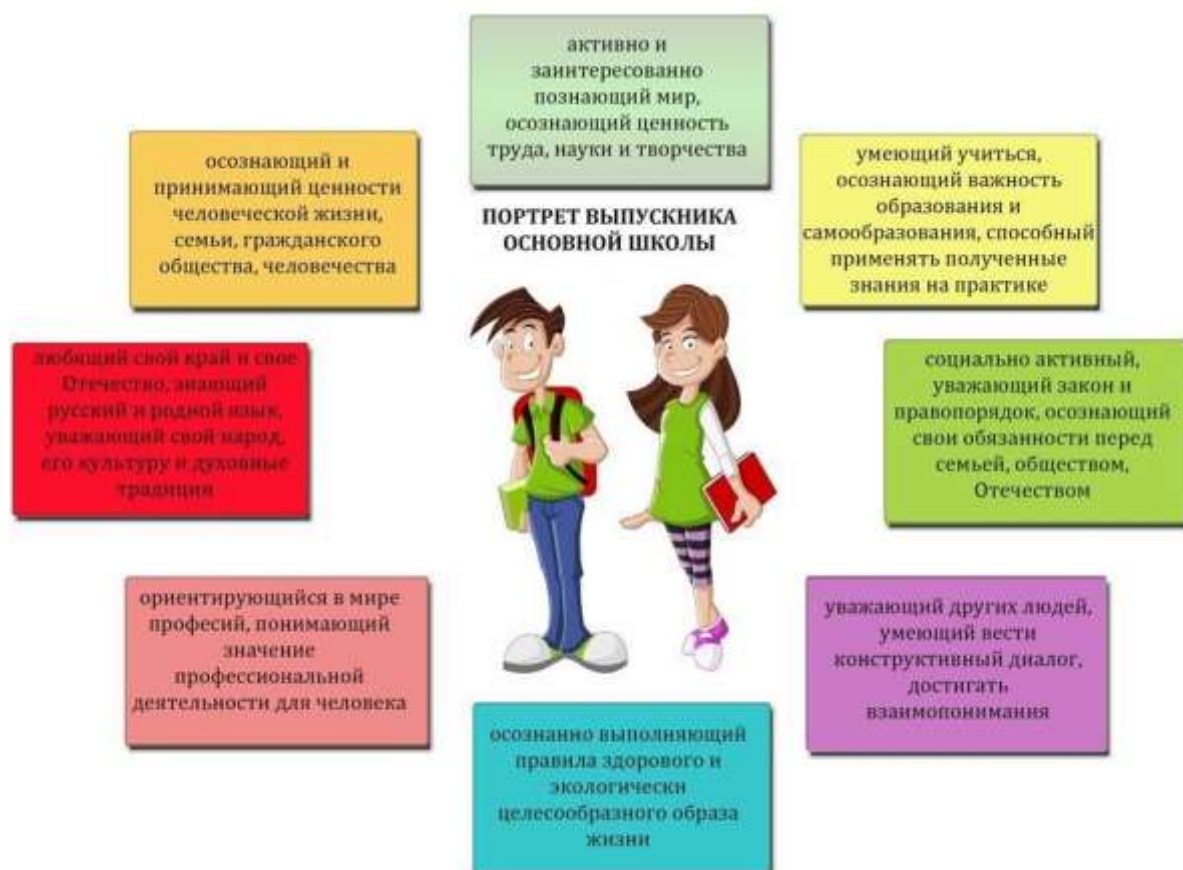 активно и
заинтересованно
познающий мир,
осознающий ценность
труда, науки и творчества
осознающий и
принимающий ценности
человеческой жизни,
семьи, гражданского
общества, человечества
ПОРТРЕТ ВЫПУСКНИКА
ОСНОВНОЙ ШКОЛЫ
умеющий учиться,
осознающий важность
образования и
самообразования, способный
применять полученные
знания на практике
любящий свой край и свое
Отечество, знающий
русский и родной язык,
уважающий свой народ,
его культуру и духовные
традиции
социально активный,
уважающий закон и
правопорядок, осознающий
свои обязанности перед
семьей, обществом,
Отечеством
ориентирующийся в мире
професий, понимающий
значение
профессиональной
деятельности для человека
уважающий других людей,
умеющий вести
конструктивный диалог,
достигать
взаимопонимания
осознанно выполняющий
правила здорового и
экологически
целесообразного образа
жизни